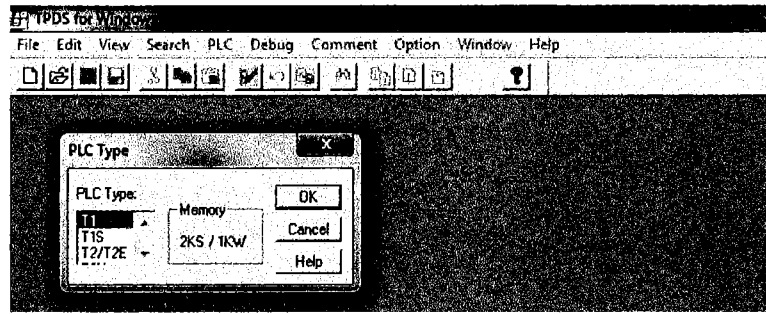 TPDS for Window
File Edit View Search PLC Debug Comment Option Window Help
PLC Type
PLC Type:
T1
T1S
T2/T2E
Memory
2KS / 1KW
OK
Cancel
Help